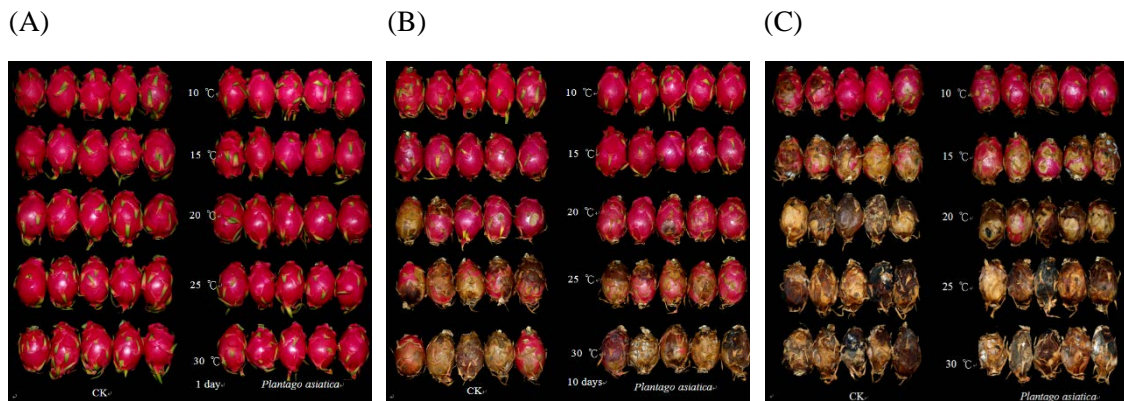 (A)
(B)
(C)
10 ℃
15 ℃
20 ℃
25 ℃
30 ℃
1 day
CK
Plantago asiatica
10 ℃
15 ℃
20 ℃
25 ℃
30 ℃
10 days
CK
Plantago asiatica
10 ℃
15 ℃
20 ℃
25 ℃
30 ℃
CK
Plantago asiatica